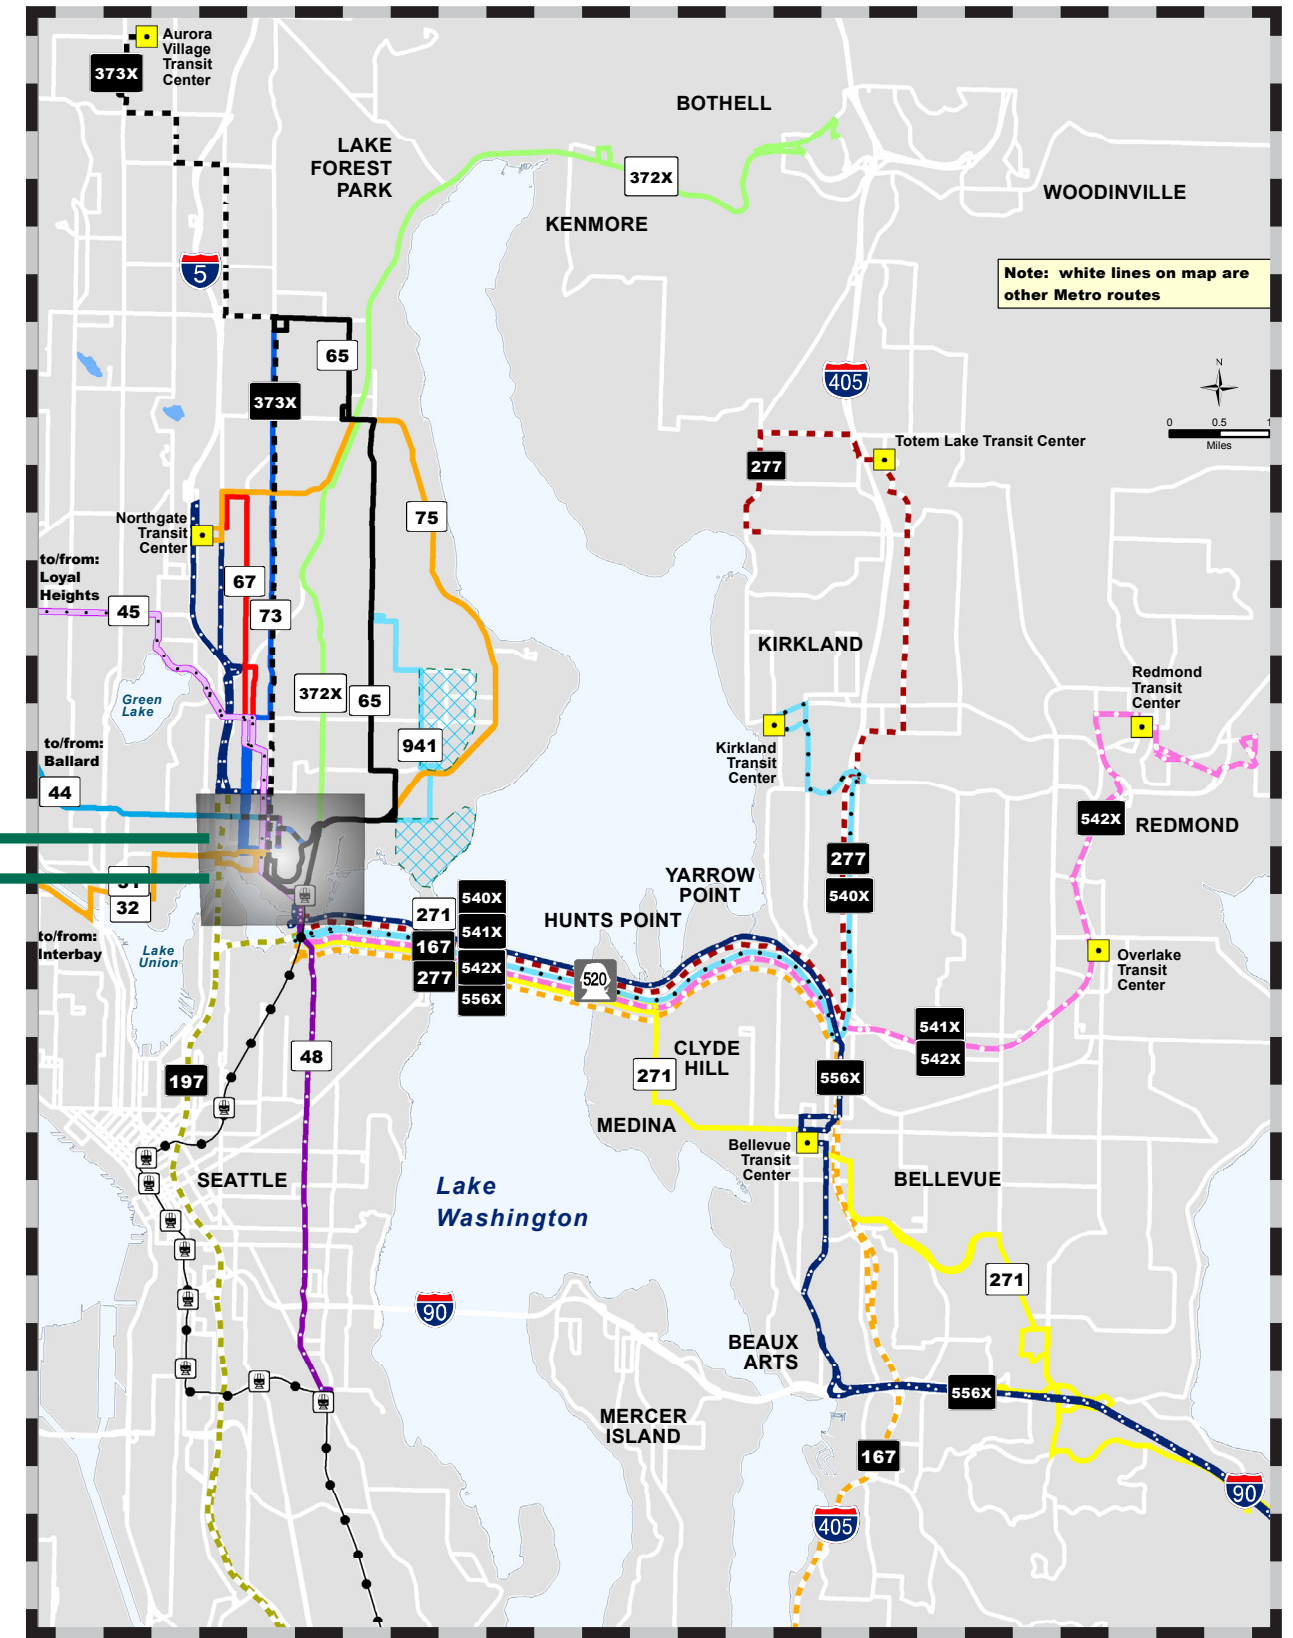 Aurora
Village
Transit
Center
373X
BOTHELL
LAKE
FOREST
PARK
372X
WOODINVILLE
KENMORE
5
Note: white lines on map are
other Metro routes
65
N
405
373X
0 0.5 1
Miles
Totem Lake Transit Center
277
75
Northgate
Transit
Center
to/from:
Loyal
Heights
67
45
73
KIRKLAND
Redmond
Transit
Center
372X
65
Green
Lake
941
to/from:
Ballard
Kirkland
Transit
Center
44
542X
REDMOND
277
YARROW
POINT
540X
32
540X
271
HUNTS POINT
541X
to/from:
Interbay
167
Lake
Union
542X
277
520
Overlake
Transit
Center
556X
541X
48
CLYDE
HILL
542X
197
271
556X
MEDINA
Bellevue
Transit
Center
SEATTLE
BELLEVUE
Lake
Washington
271
90
BEAUX
ARTS
556X
MERCER
ISLAND
167
90
405